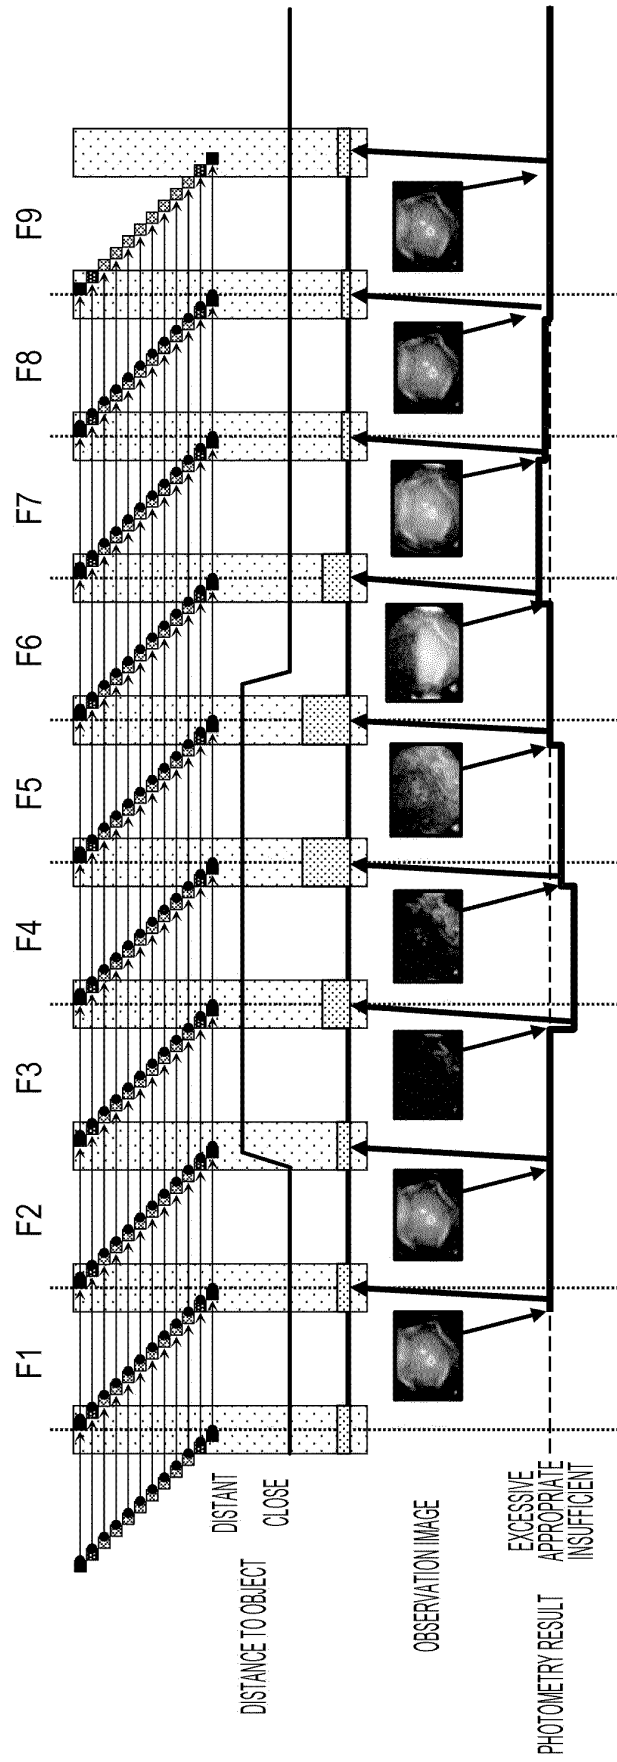 F1
F2
F3
F4
F5
F6
F7
F8
F9
DISTANCE TO OBJECT
DISTANT
CLOSE
OBSERVATION IMAGE
PHOTOMETRY RESULT
EXCESSIVE
APPROPRIATE
INSUFFICIENT